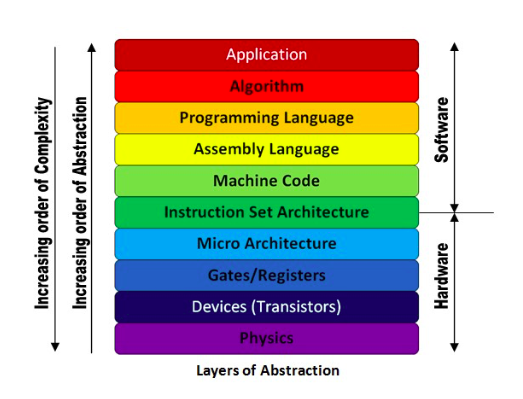 Increasing order of Complexity
Increasing order of Abstraction
Application
Algorithm
Programming Language
Assembly Language
Machine Code
Instruction Set Architecture
Micro Architecture
Gates/Registers
Devices (Transistors)
Physics
Software
Hardware
Layers of Abstraction